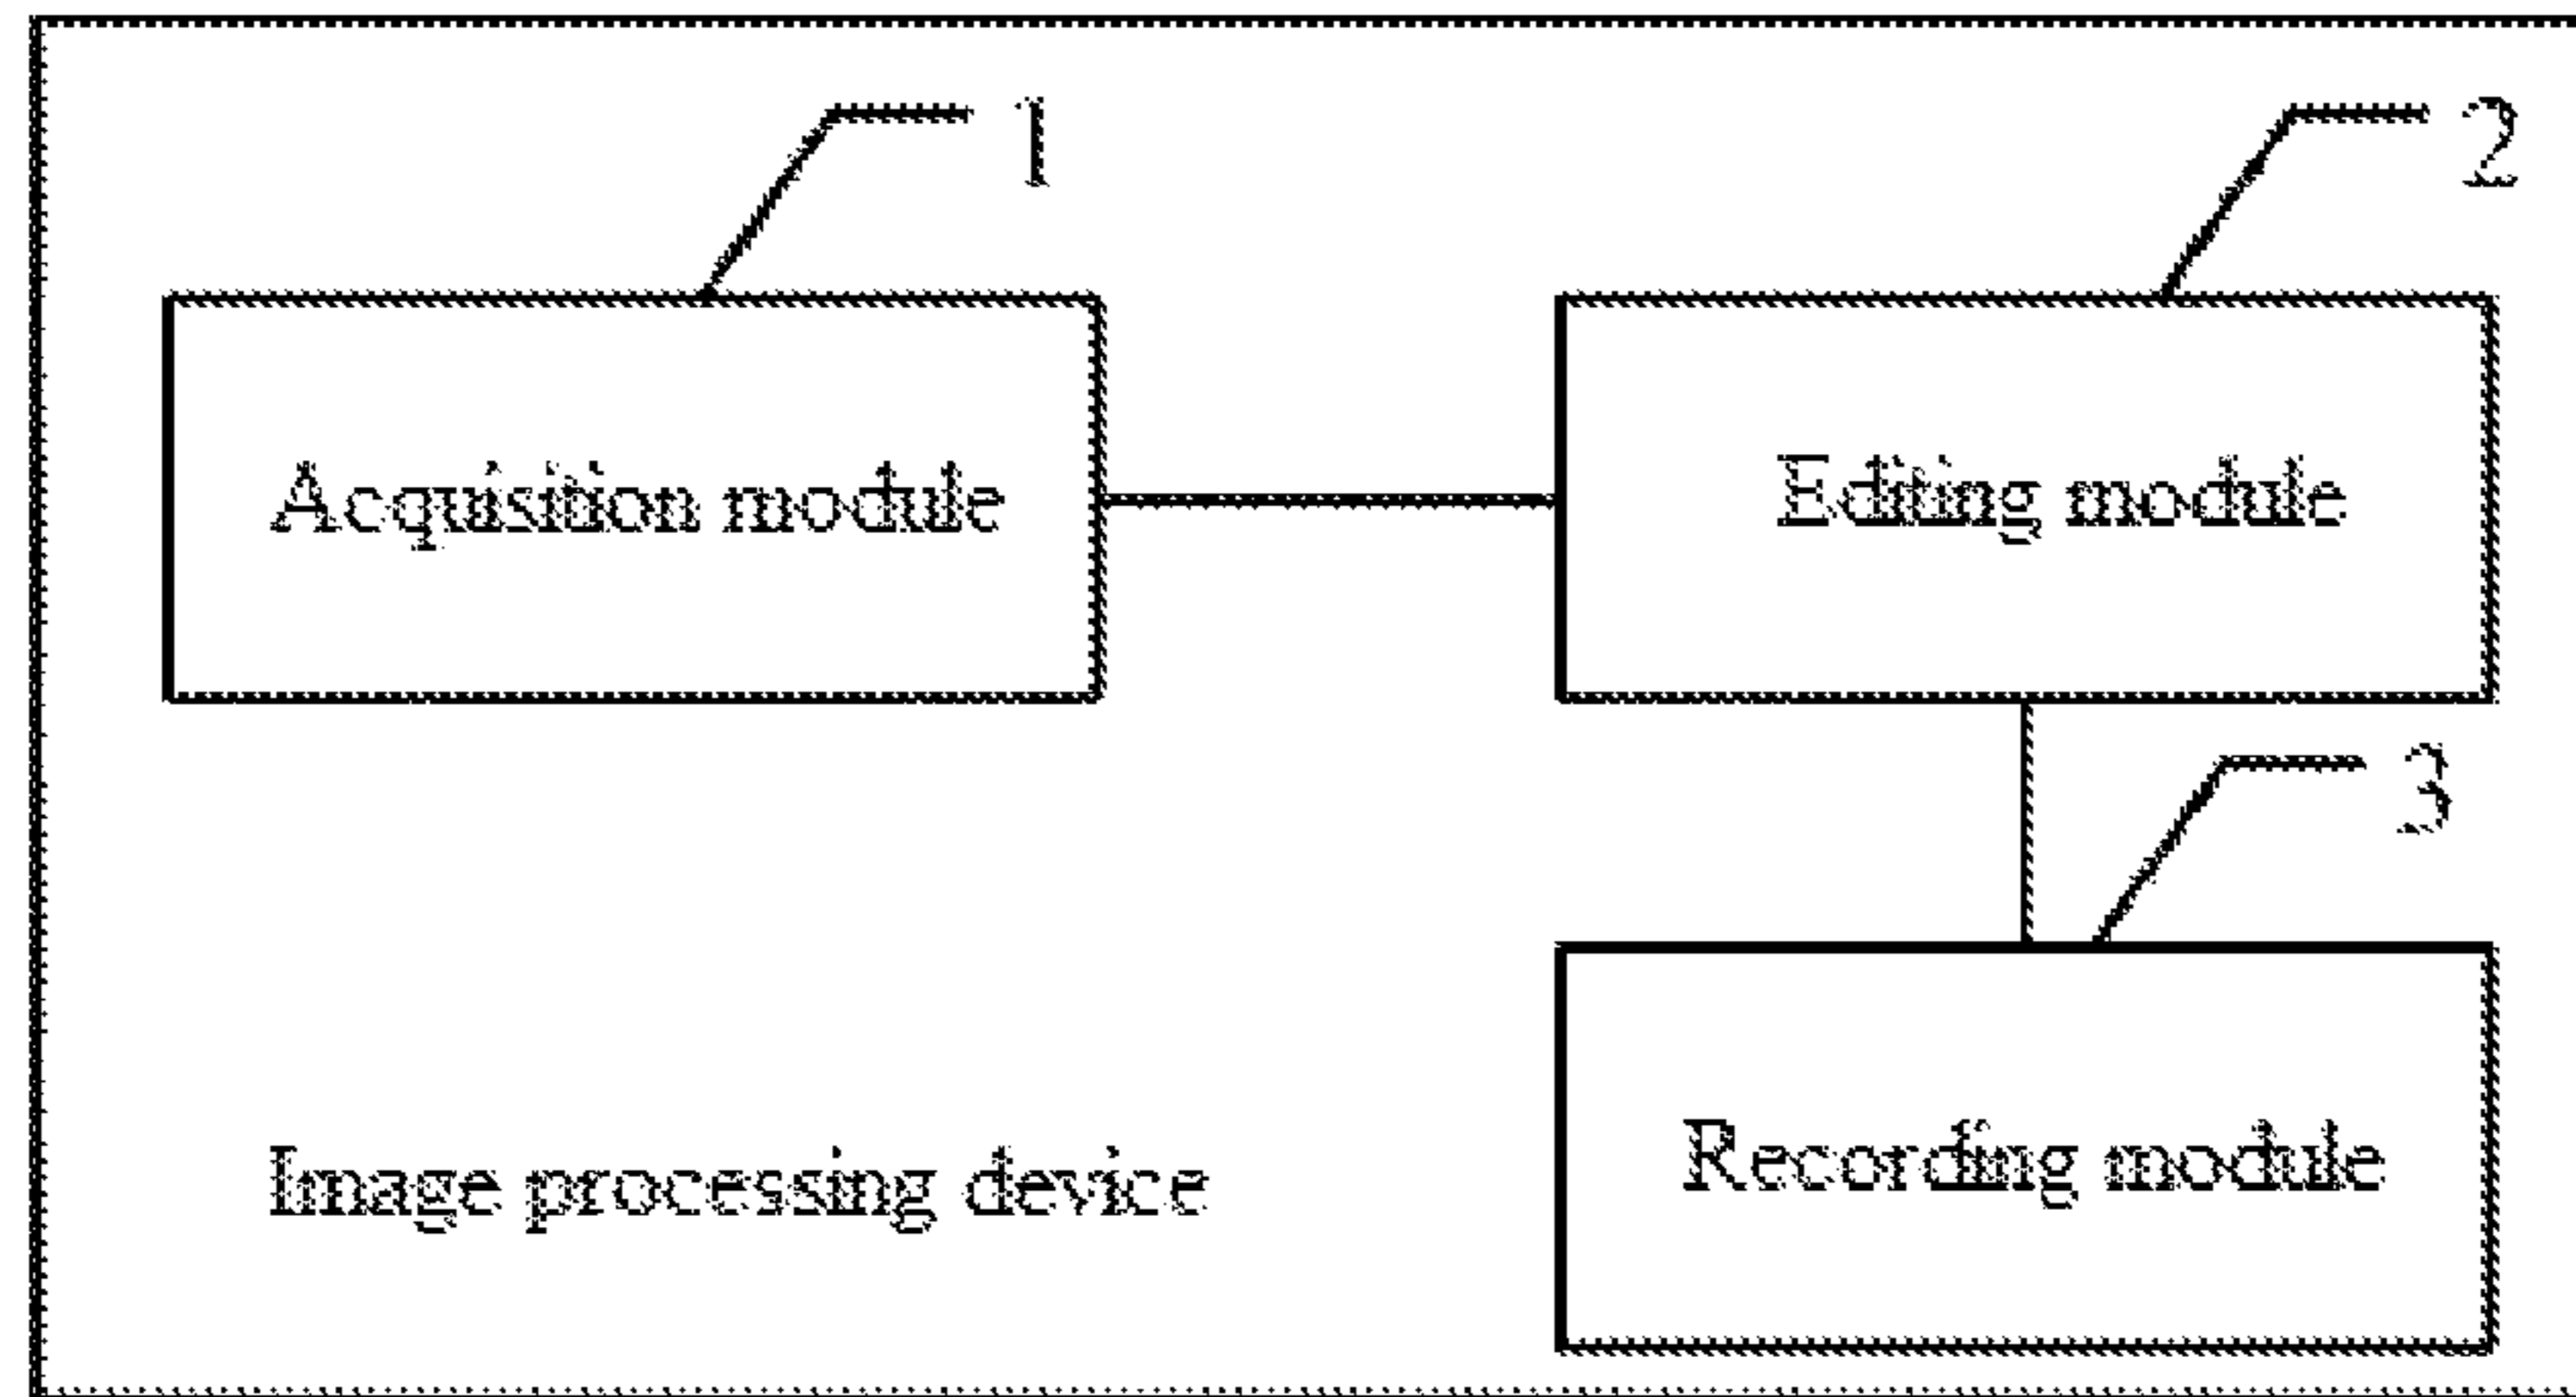 1
2
Acquisition module
Editing module
3
Recording module
Image processing device